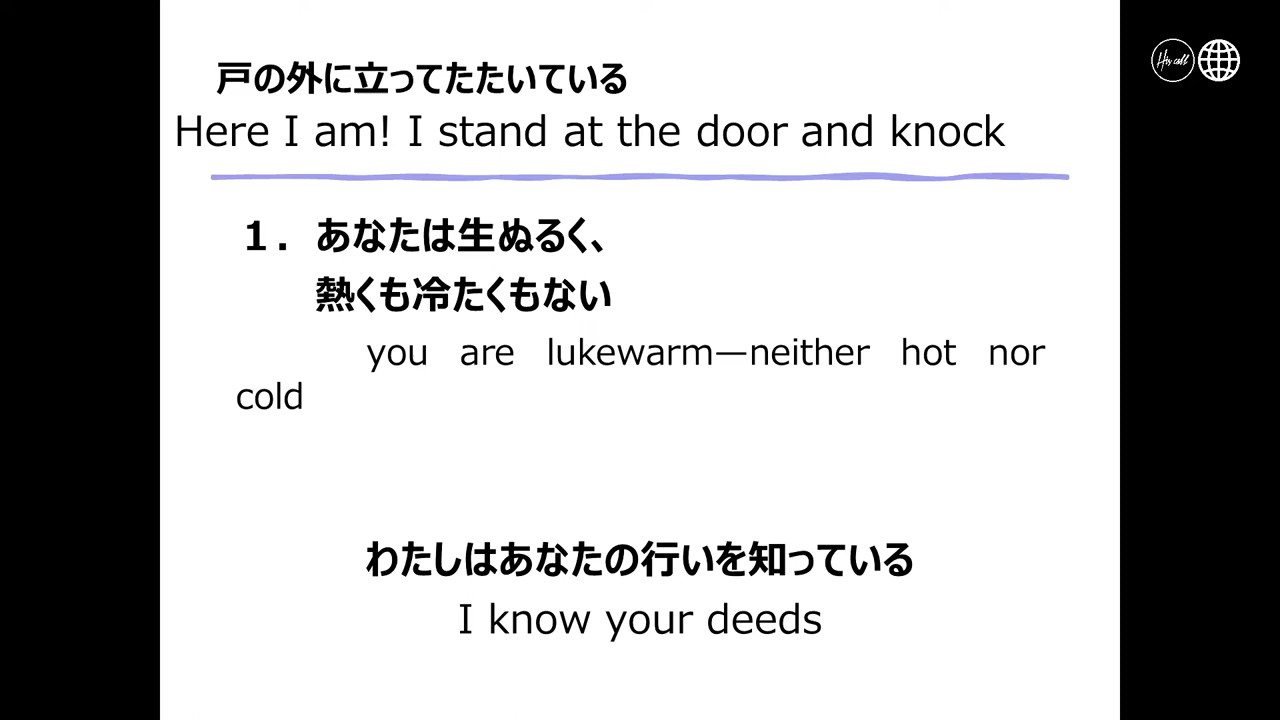 戸の外に立ってたたいている
Here I am! I stand at the door and knock
１．あなたは生ぬるく、
熱くも冷たくもない
you are lukewarm—neither hot nor
cold
わたしはあなたの行いを知っている
I know your deeds
His call